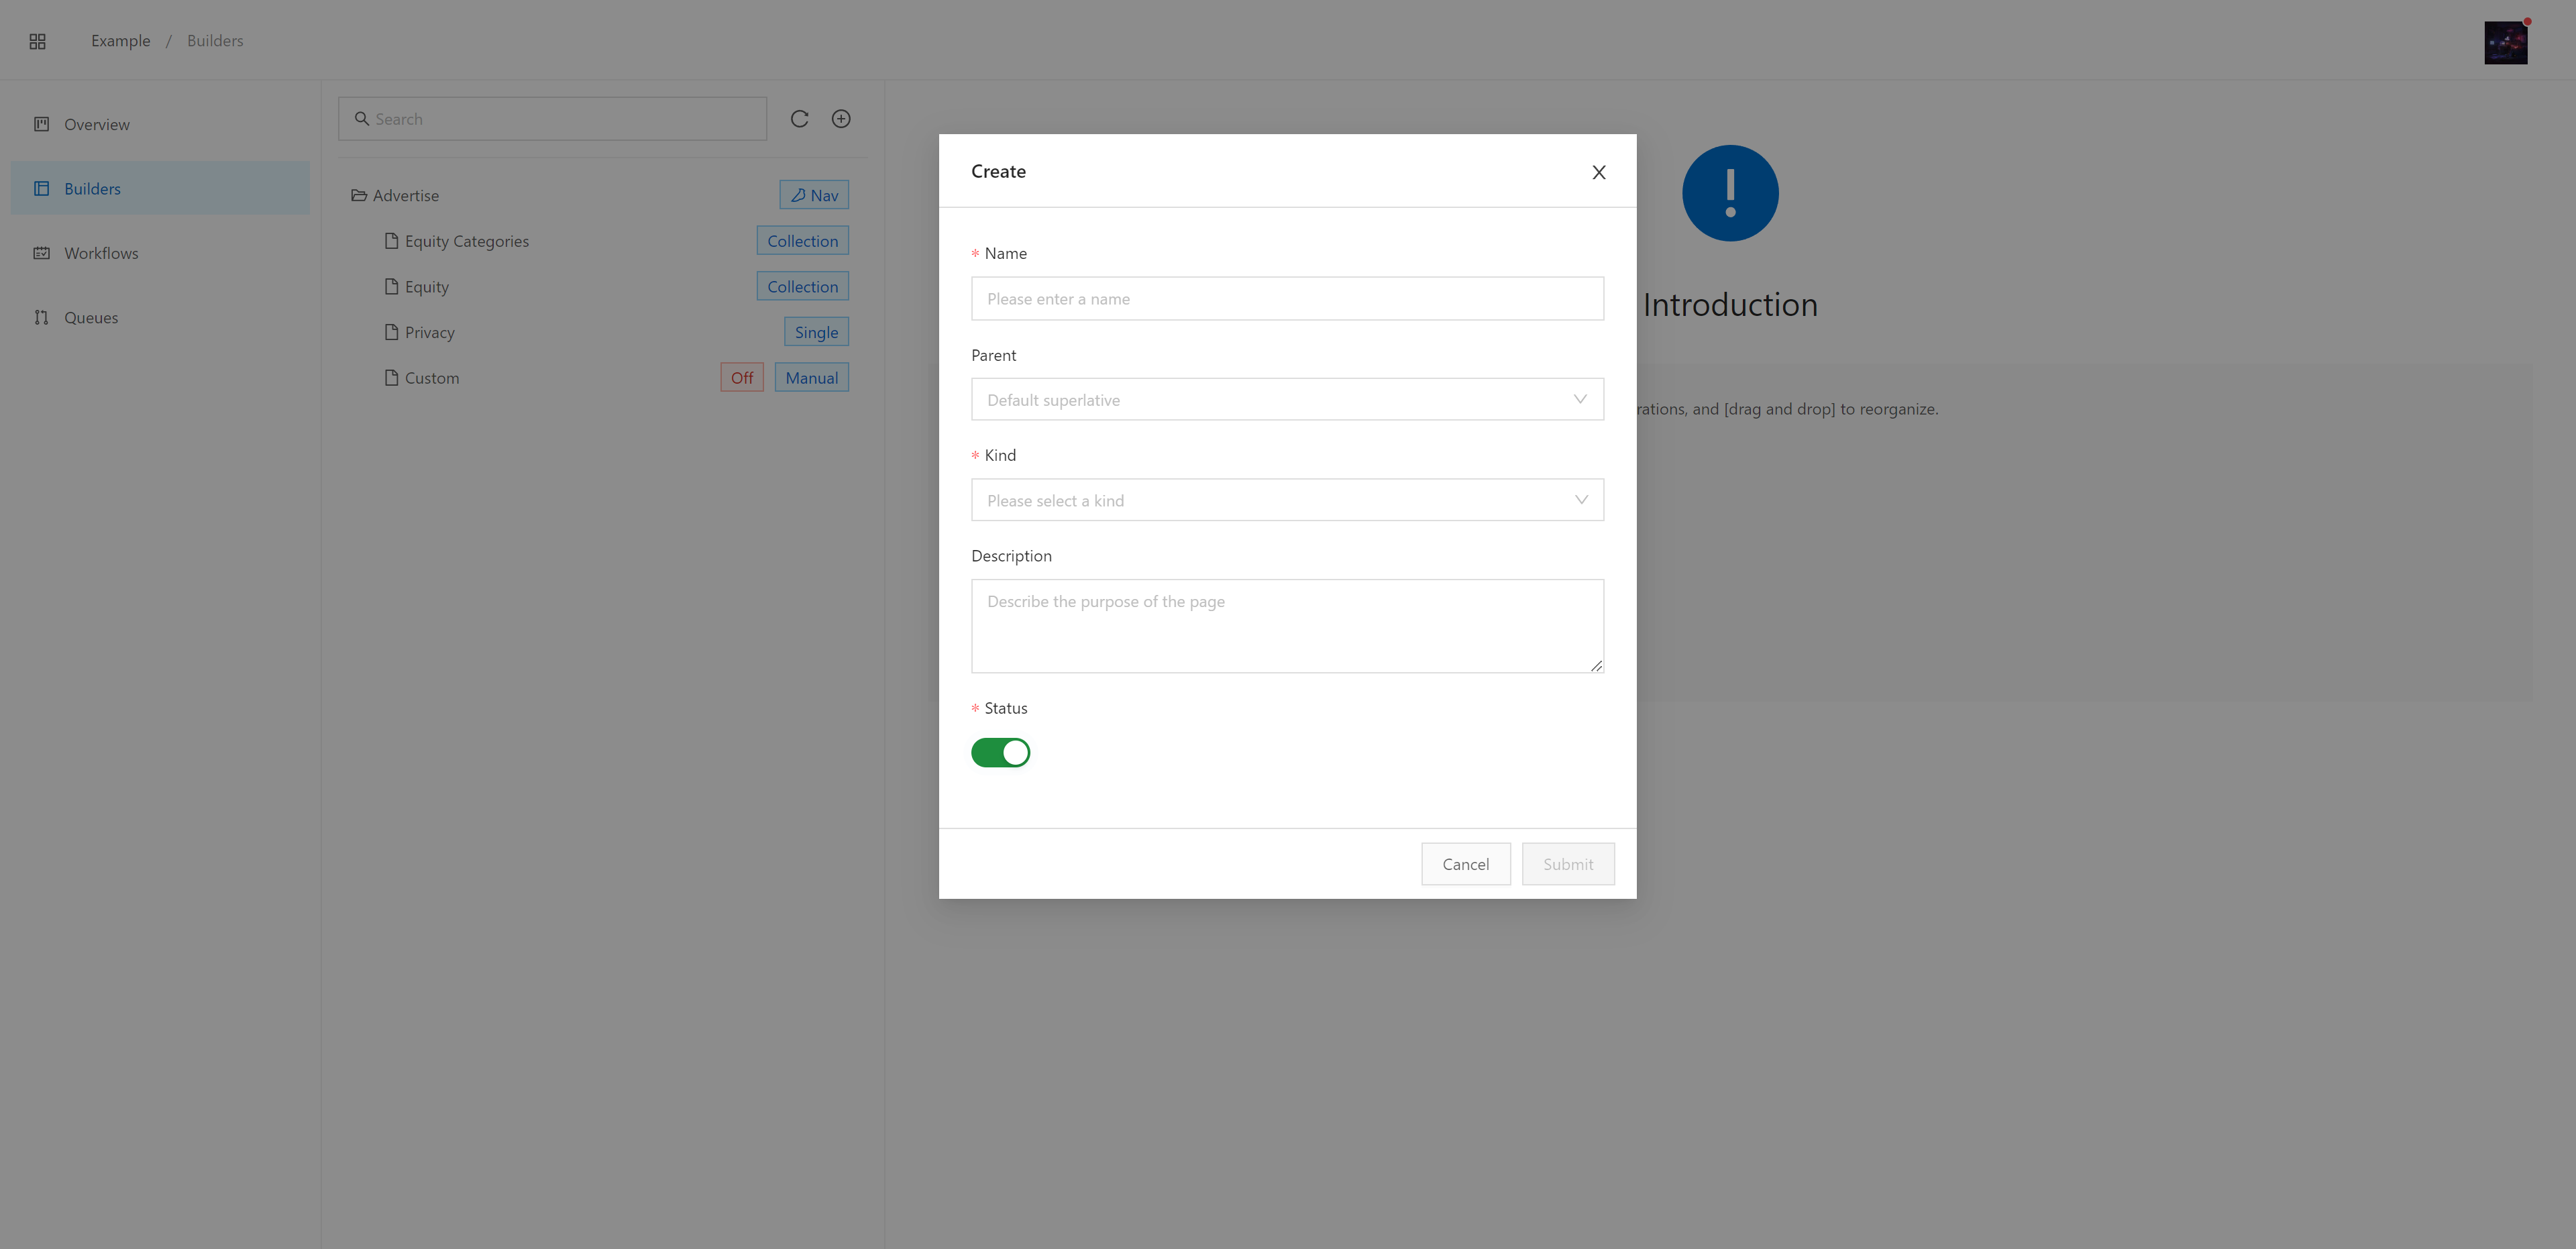 Example / Builders
Overview
Builders
Workflows
Queues
Search
Advertise Nav
Equity Categories Collection
Equity Collection
Privacy Single
Custom Off Manual
Introduction
rations, and [drag and drop] to reorganize.
Create
* Name
Please enter a name
Parent
Default superlative
* Kind
Please select a kind
Description
Describe the purpose of the page
* Status
Cancel Submit